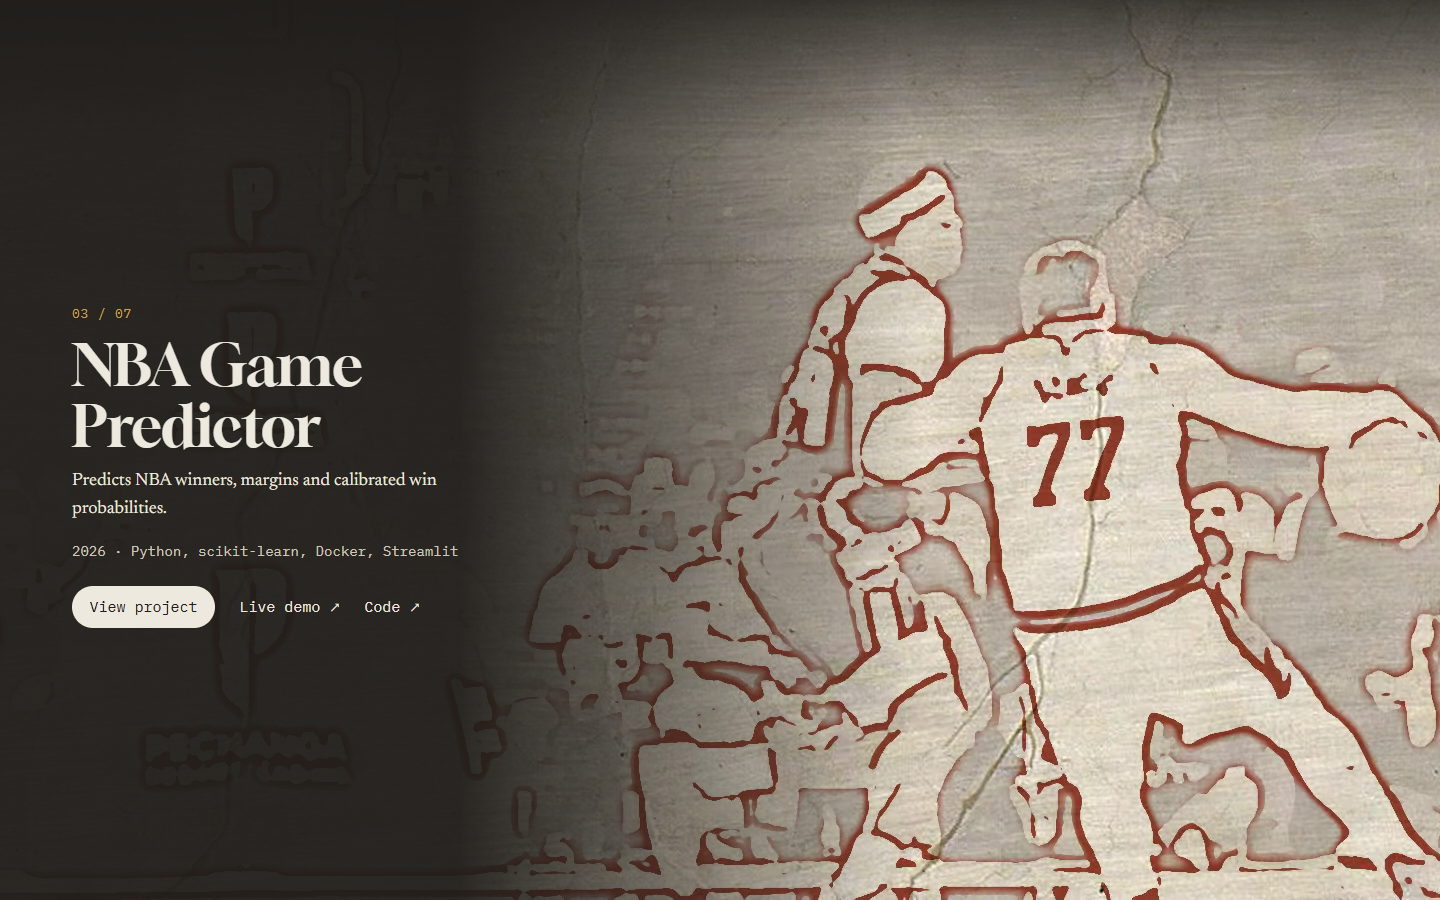 03 / 07
NBA Game
Predictor
Predicts NBA winners, margins and calibrated win
probabilities.
2026 · Python, scikit-learn, Docker, Streamlit
View project
Live demo ↗
Code ↗
77